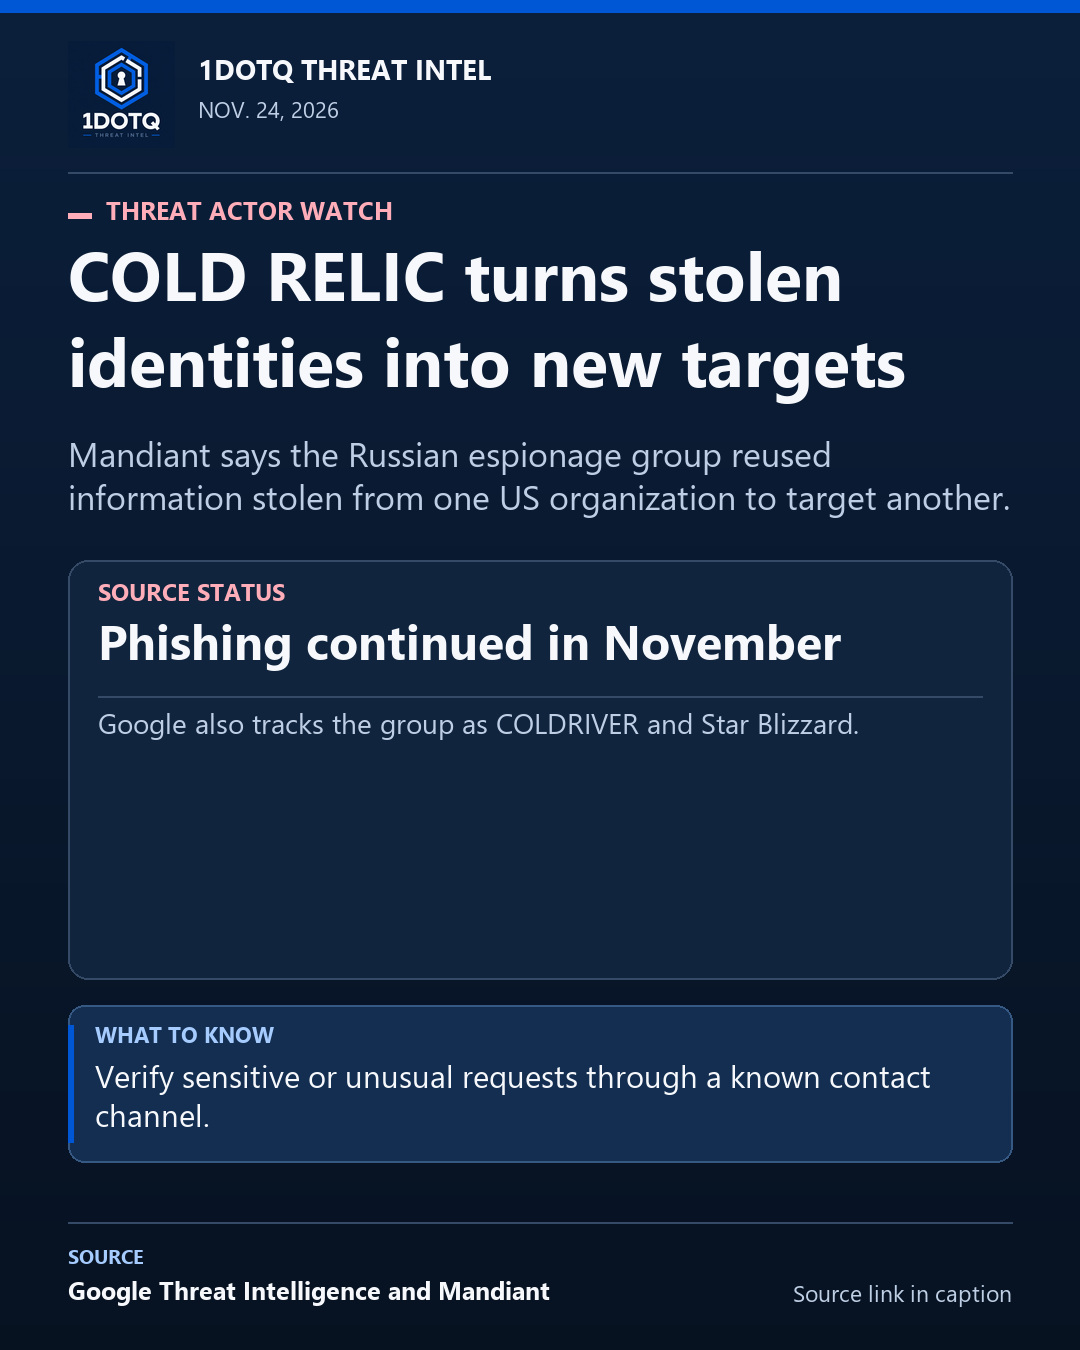 1DOTQ
THREAT INTEL
1DOTQ THREAT INTEL
NOV. 24, 2026
THREAT ACTOR WATCH
COLD RELIC turns stolen
identities into new targets
Mandiant says the Russian espionage group reused
information stolen from one US organization to target another.
SOURCE STATUS
Phishing continued in November
Google also tracks the group as COLDRIVER and Star Blizzard.
WHAT TO KNOW
Verify sensitive or unusual requests through a known contact
channel.
SOURCE
Google Threat Intelligence and Mandiant
Source link in caption